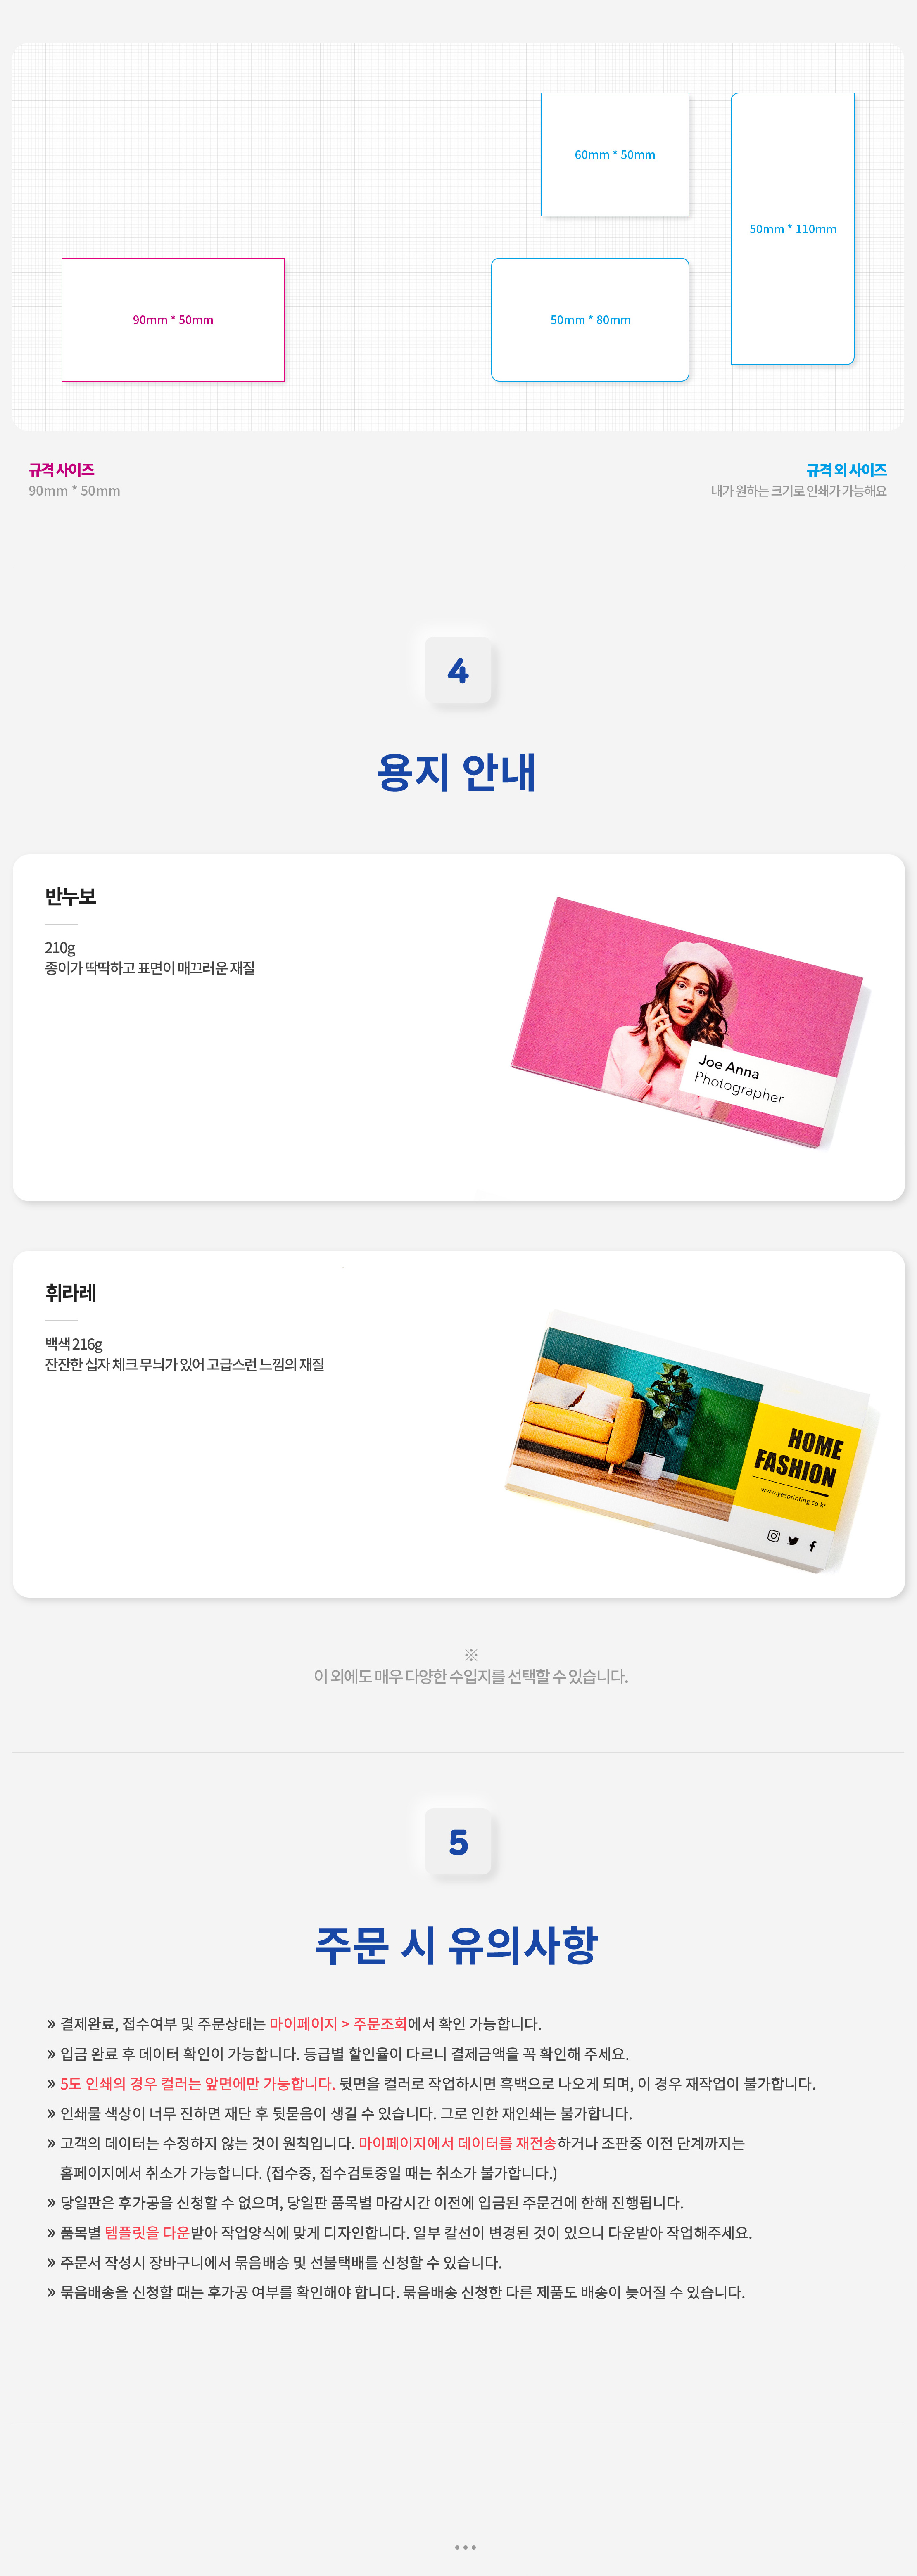 60mm * 50mm
50mm * 110mm
90mm * 50mm
50mm * 80mm
규격 사이즈
90mm * 50mm
규격 외 사이즈
내가 원하는 크기로 인쇄가 가능해요
4
용지 안내
반누보
210g
종이가 딱딱하고 표면이 매끄러운 재질
Joe Anna
Photographer
휘라레
백색 216g
잔잔한 십자 체크 무늬가 있어 고급스런 느낌의 재질
HOME
FASHION
www.yesprinting.co.kr
※
이 외에도 매우 다양한 수입지를 선택할 수 있습니다.
5
주문 시 유의사항
» 결제완료, 접수여부 및 주문상태는 마이페이지 > 주문조회에서 확인 가능합니다.
» 입금 완료 후 데이터 확인이 가능합니다. 등급별 할인율이 다르니 결제금액을 꼭 확인해 주세요.
» 5도 인쇄의 경우 컬러는 앞면에만 가능합니다. 뒷면을 컬러로 작업하시면 흑백으로 나오게 되며, 이 경우 재작업이 불가합니다.
» 인쇄물 색상이 너무 진하면 재단 후 뒷묻음이 생길 수 있습니다. 그로 인한 재인쇄는 불가합니다.
» 고객의 데이터는 수정하지 않는 것이 원칙입니다. 마이페이지에서 데이터를 재전송하거나 조판중 이전 단계까지는
홈페이지에서 취소가 가능합니다. (접수중, 접수검토중일 때는 취소가 불가합니다.)
» 당일판은 후가공을 신청할 수 없으며, 당일판 품목별 마감시간 이전에 입금된 주문건에 한해 진행됩니다.
» 품목별 템플릿을 다운받아 작업양식에 맞게 디자인합니다. 일부 칼선이 변경된 것이 있으니 다운받아 작업해주세요.
» 주문서 작성시 장바구니에서 묶음배송 및 선불택배를 신청할 수 있습니다.
» 묶음배송을 신청할 때는 후가공 여부를 확인해야 합니다. 묶음배송 신청한 다른 제품도 배송이 늦어질 수 있습니다.